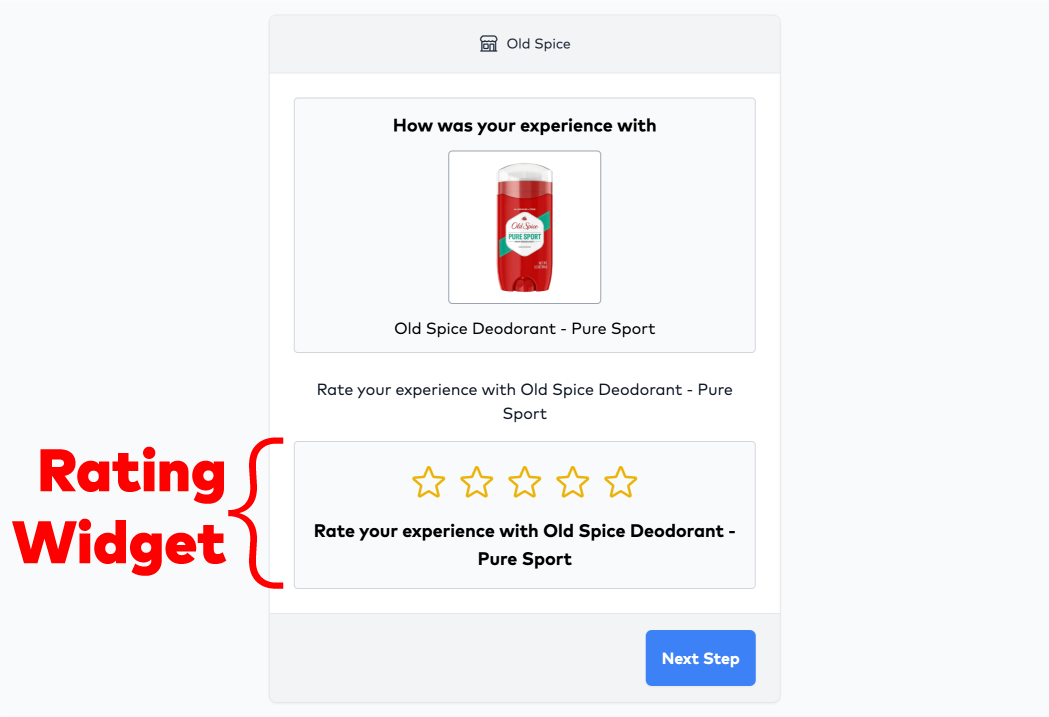 Old Spice
How was your experience with
Old Spice
PURE SPORT
Old Spice Deodorant - Pure Sport
Rate your experience with Old Spice Deodorant - Pure
Sport
Rating
Widget
Rate your experience with Old Spice Deodorant -
Pure Sport
Next Step